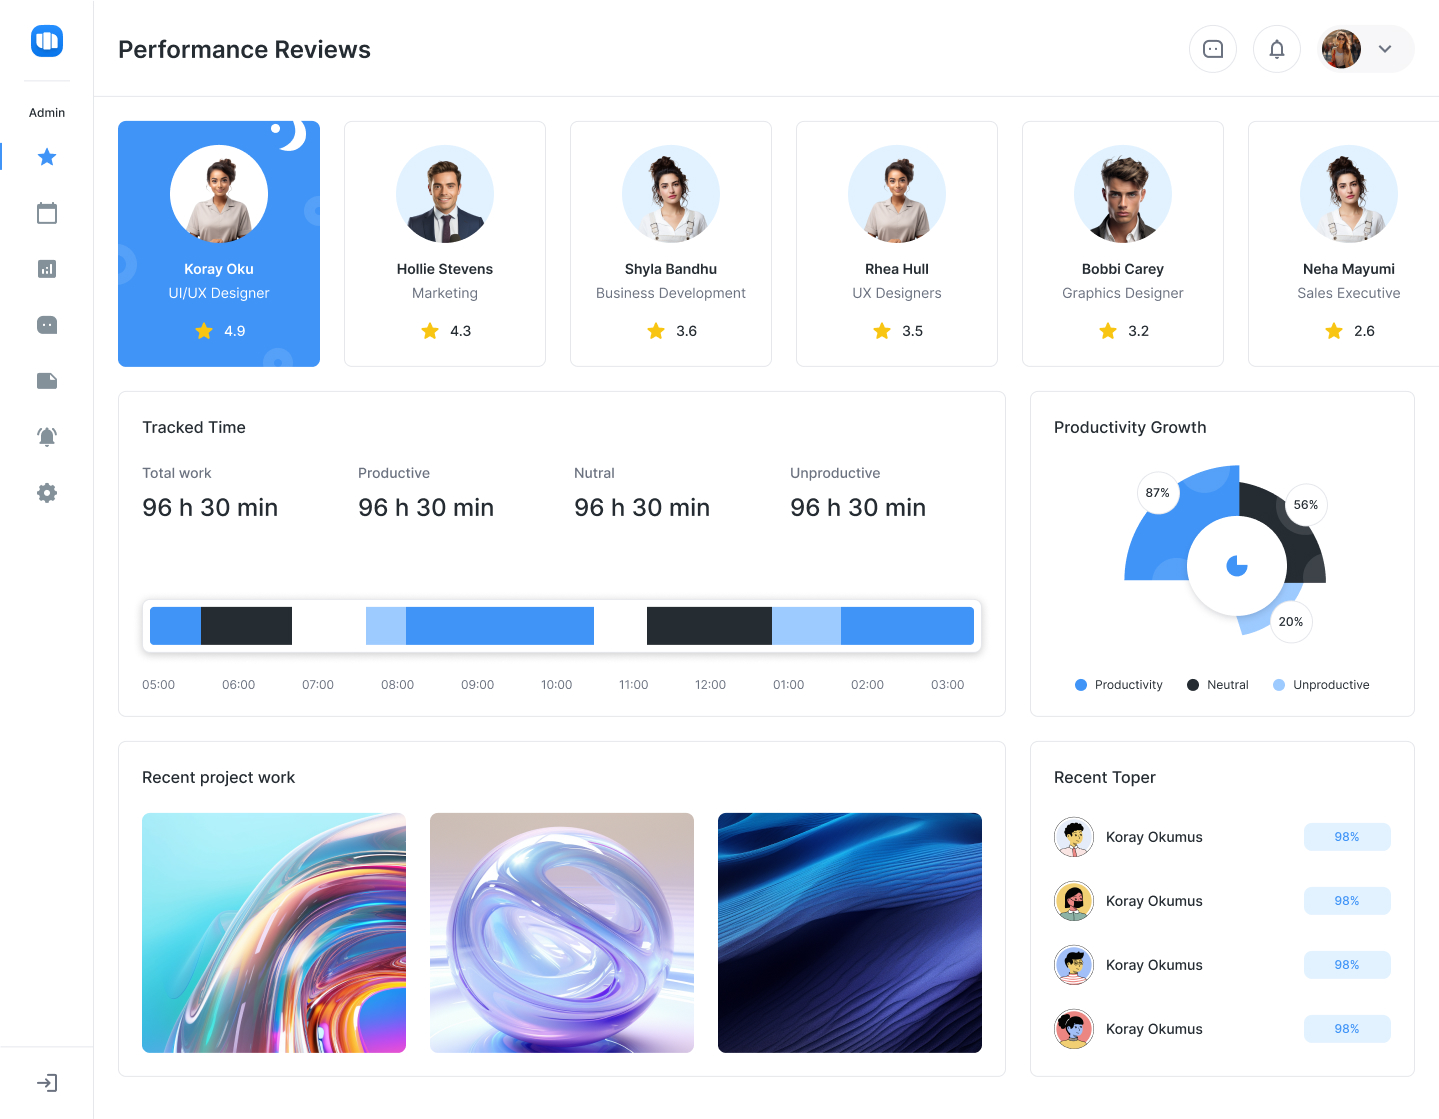 Performance Reviews
Admin
Koray Oku
UI/UX Designer
4.9
Hollie Stevens
Marketing
4.3
Shyla Bandhu
Business Development
3.6
Rhea Hull
UX Designers
3.5
Bobbi Carey
Graphics Designer
3.2
Neha Mayumi
Sales Executive
2.6
Tracked Time
Total work
96 h 30 min
Productive
96 h 30 min
Nutral
96 h 30 min
Unproductive
96 h 30 min
05:00 06:00 07:00 08:00 09:00 10:00 11:00 12:00 01:00 02:00 03:00
Productivity Growth
87%
56%
20%
Productivity Neutral Unproductive
Recent project work
Recent Toper
Koray Okumus 98%
Koray Okumus 98%
Koray Okumus 98%
Koray Okumus 98%